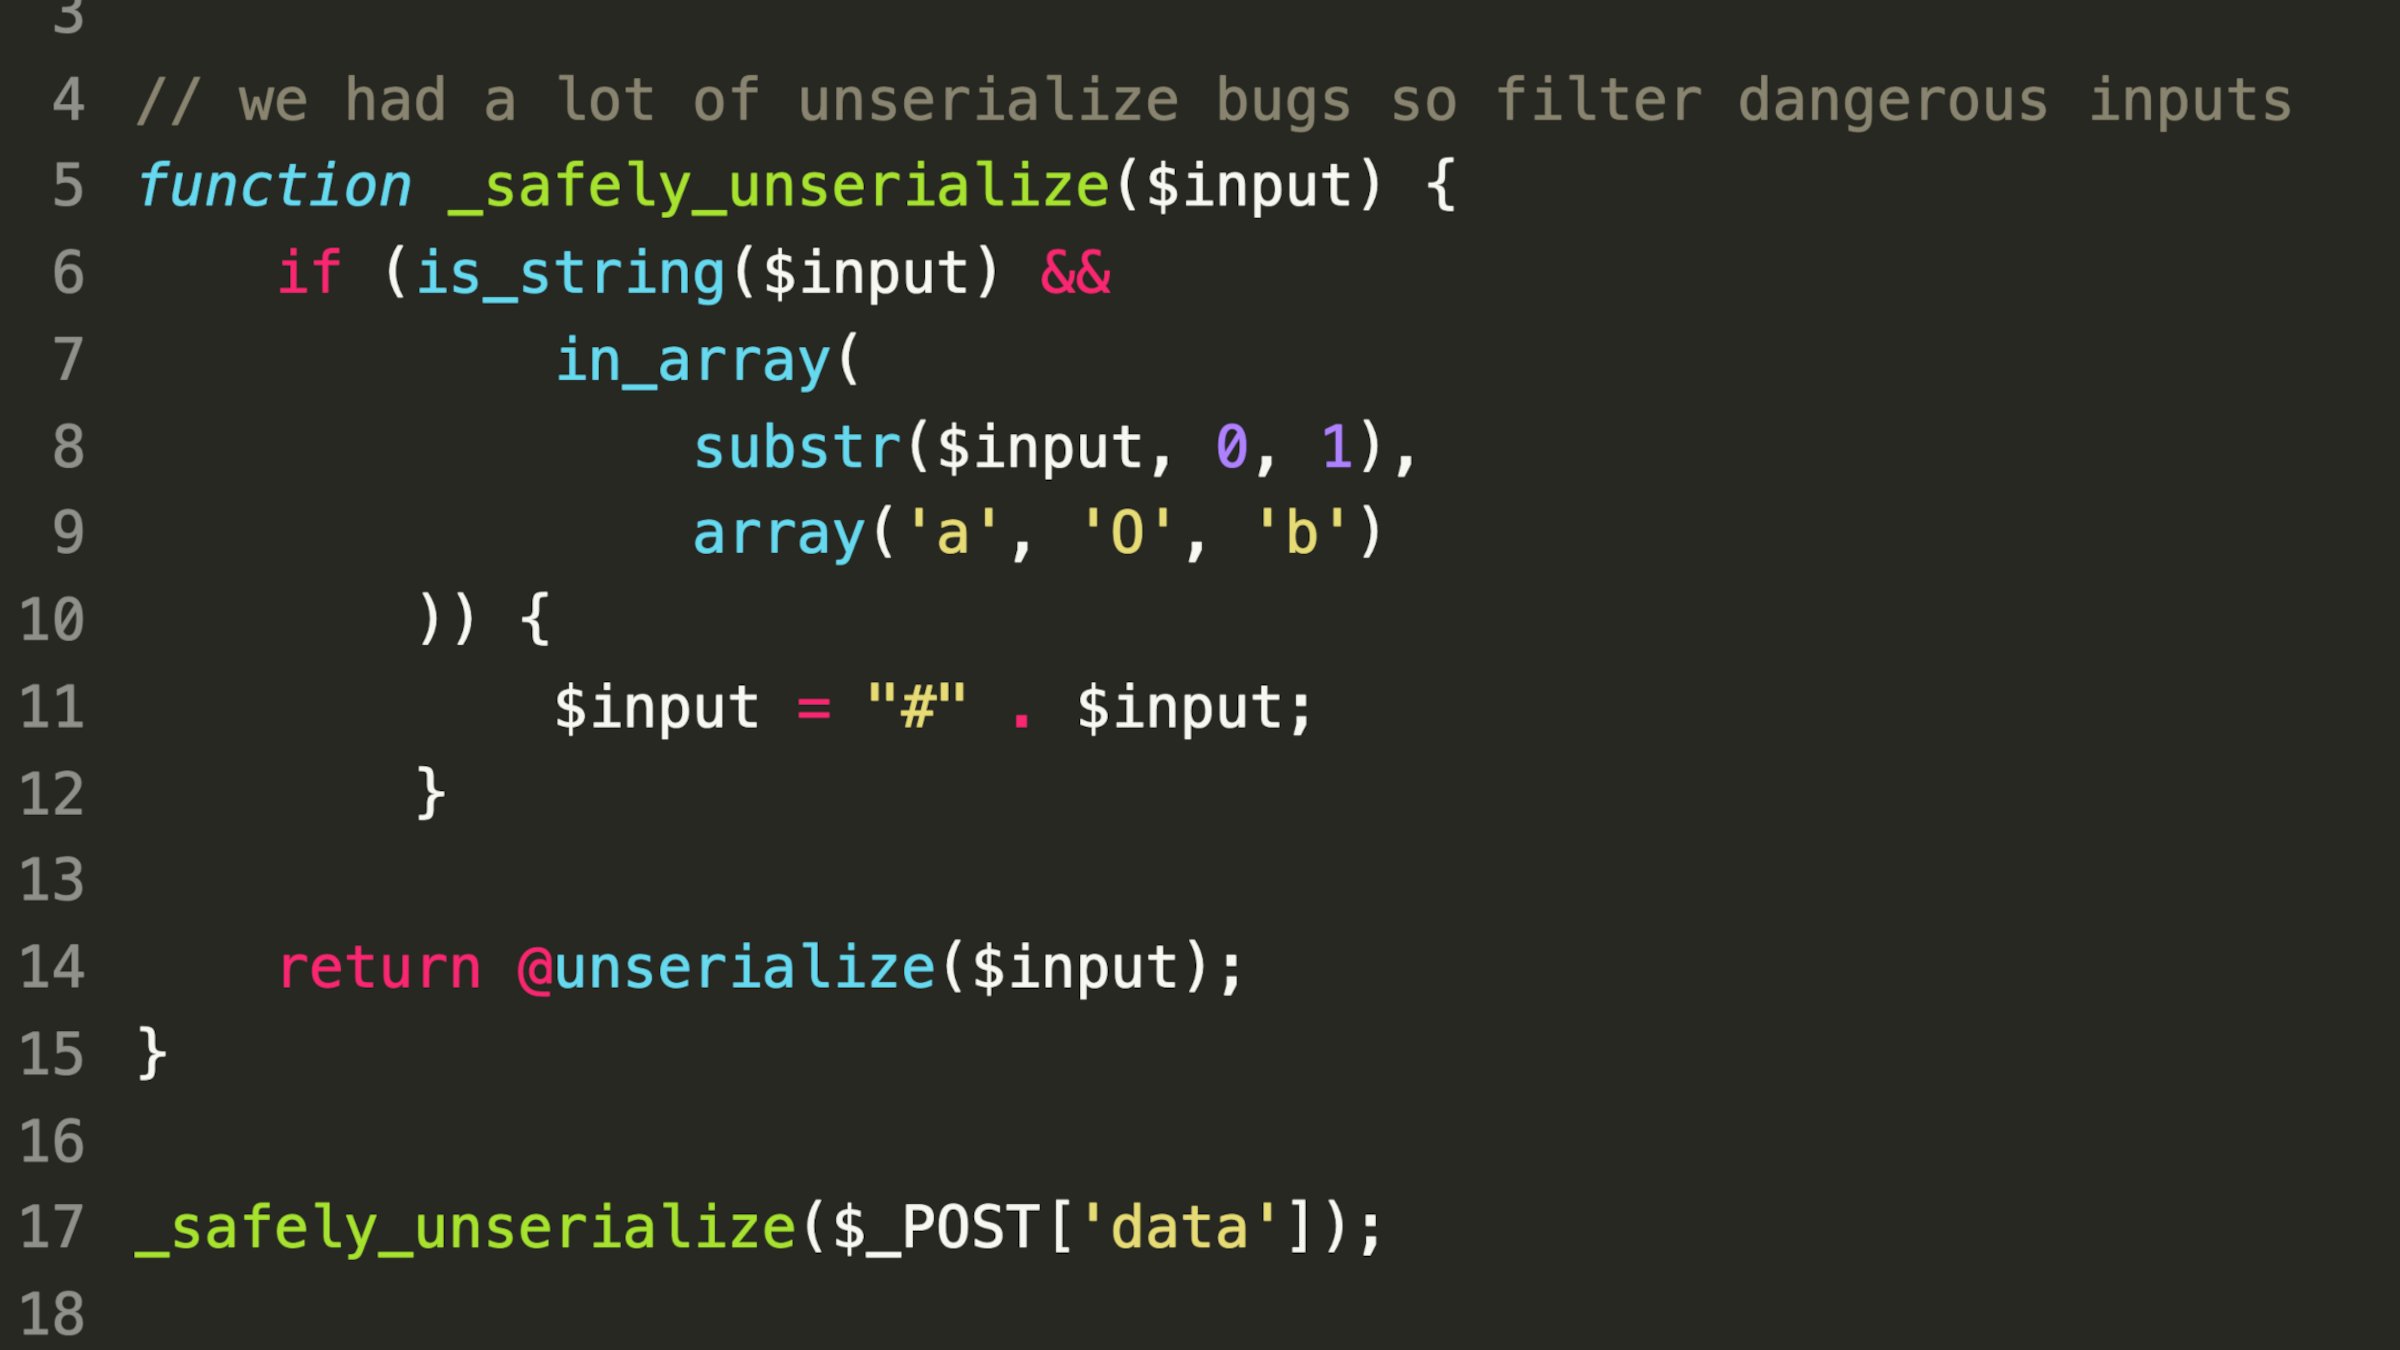 3
4 // we had a lot of unserialize bugs so filter dangerous inputs
5 function _safely_unserialize($input) {
6 if (is_string($input) &&
7 in_array(
8 substr($input, 0, 1),
9 array('a', 'O', 'b')
10 )) {
11 $input = "#" . $input;
12 }
13
14 return @unserialize($input);
15 }
16
17 _safely_unserialize($_POST['data']);
18